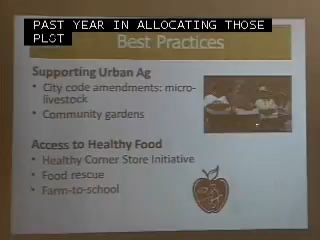 PAST YEAR IN ALLOCATING THOSE
PLOT
Best Practices
Supporting Urban Ag
• City code amendments: micro-
livestock
• Community gardens
Access to Healthy Food
• Healthy Corner Store Initiative
• Food rescue
• Farm-to-school